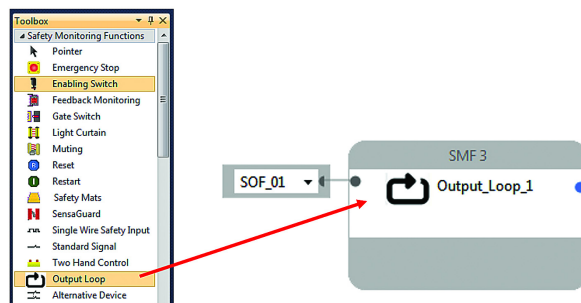 Toolbox
Safety Monitoring Functions
Pointer
Emergency Stop
Enabling Switch
Feedback Monitoring
Gate Switch
Light Curtain
Muting
Reset
Restart
Safety Mats
SensaGuard
Single Wire Safety Input
Standard Signal
Two Hand Control
Output Loop
Alternative Device
SMF 3
SOF_01
Output_Loop_1